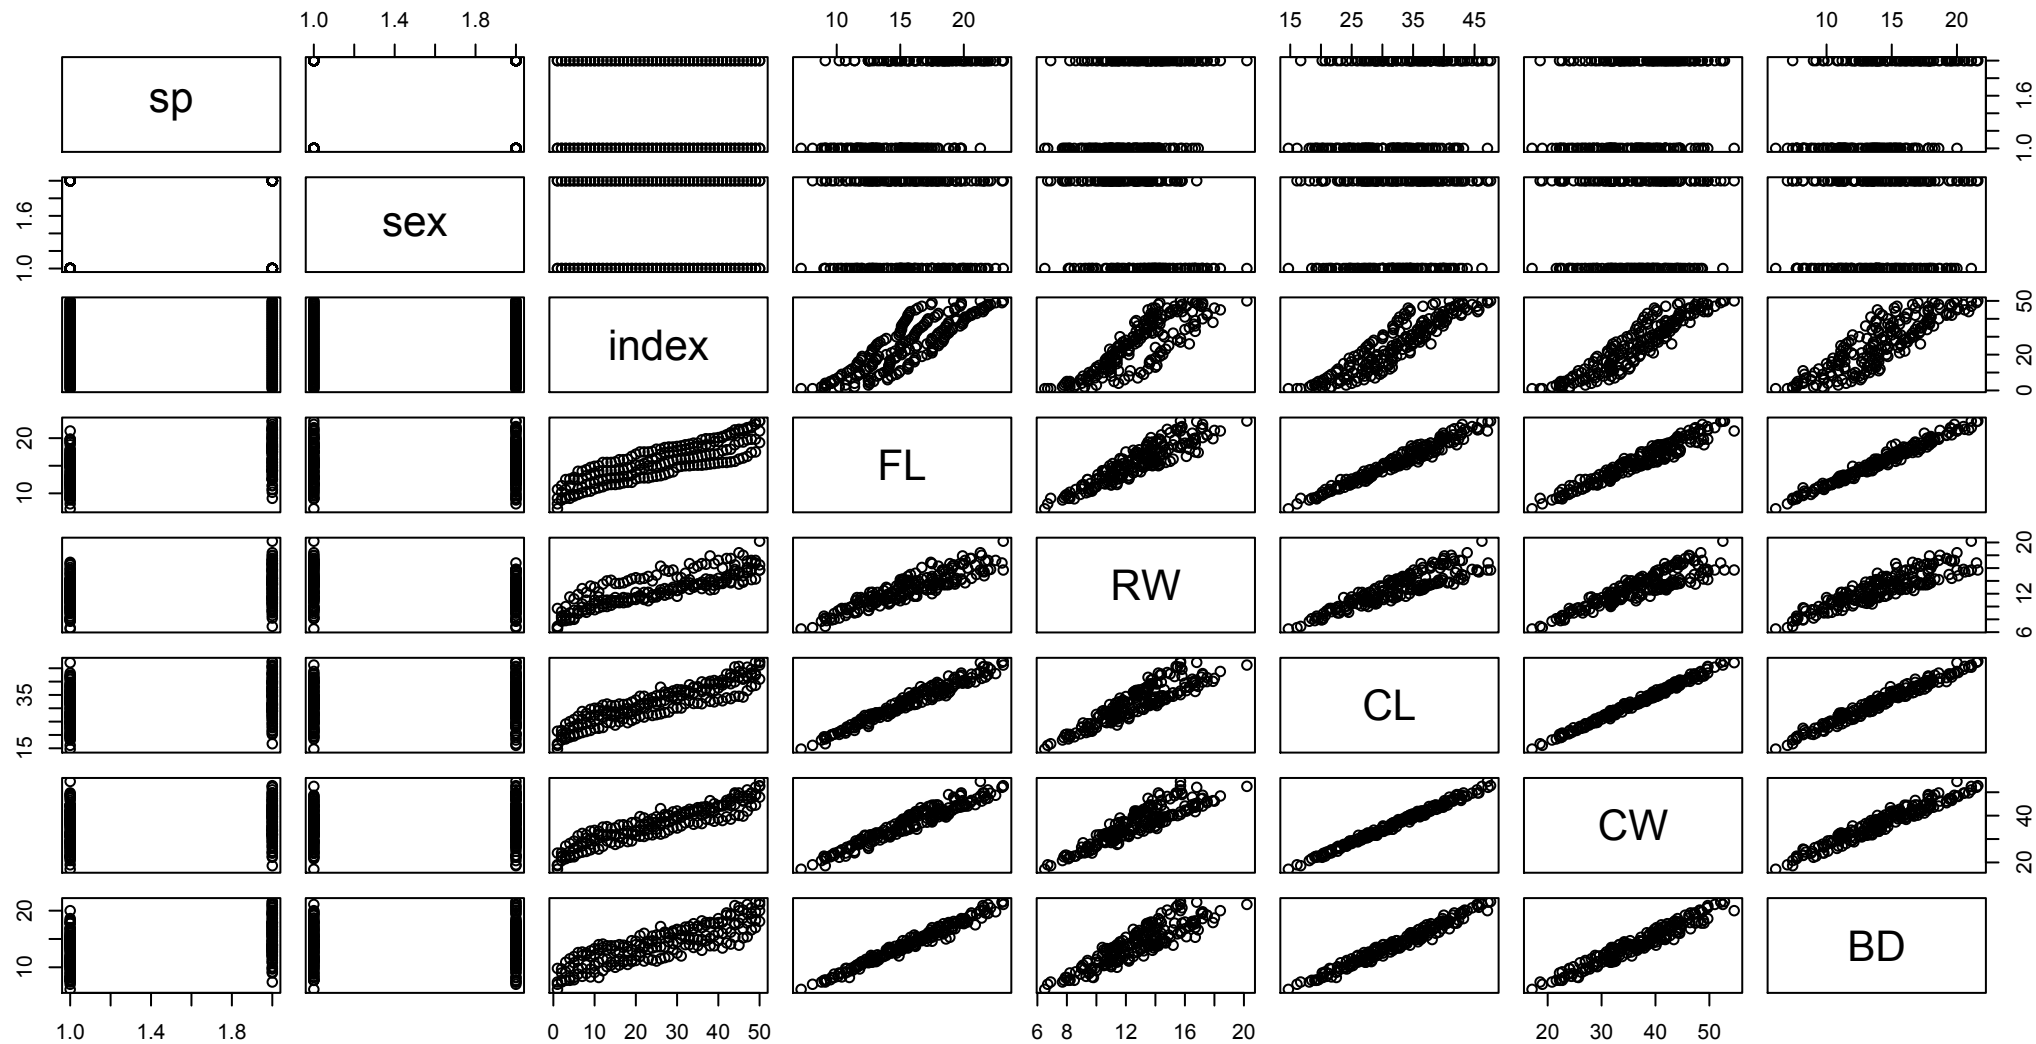 1.0 1.4 1.8 10 15 20 15 25 35 45 10 15 20
sp 1.0 1.6
1.0 1.6 sex
index 0 20 50
10 20 FL
RW 6 12 20
15 35 CL
CW 20 40
10 20 BD
1.0 1.4 1.8 0 10 20 30 40 50 6 8 12 16 20 20 30 40 50